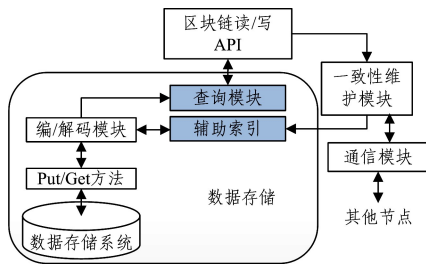 区块链读/写
API
查询模块
一致性维
护模块
编/解码模块
辅助索引
通信模块
Put/Get方法
数据存储
其他节点
数据存储系统